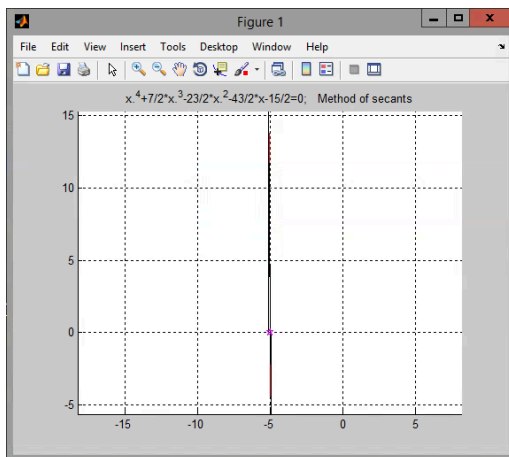 Figure 1
File Edit View Insert Tools Desktop Window Help
x.4+7/2*x.3-23/2*x.2-43/2*x-15/2=0; Method of secants
15
10
5
0
-5
-15 -10 -5 0 5